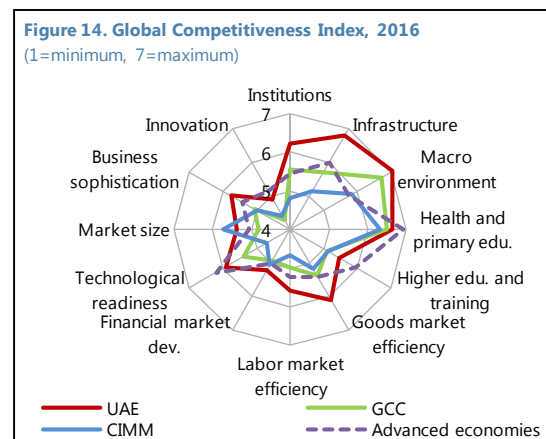 Figure 14. Global Competitiveness Index, 2016
(1=minimum, 7=maximum)
Institutions
7
Innovation
Infrastructure
6
Business
sophistication
Macro
environment
5
Market size
4
Health and
primary edu.
Technological
readiness
Higher edu. and
training
Financial market
dev.
Goods market
efficiency
Labor market
efficiency
UAE
GCC
CIMM
Advanced economies